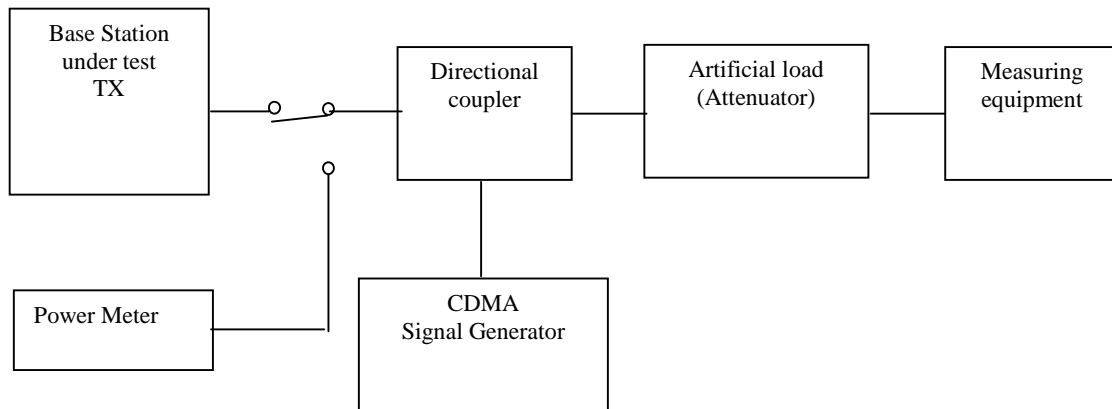 Base Station
under test
TX
Directional
coupler
Artificial load
(Attenuator)
Measuring
equipment
Power Meter
CDMA
Signal Generator